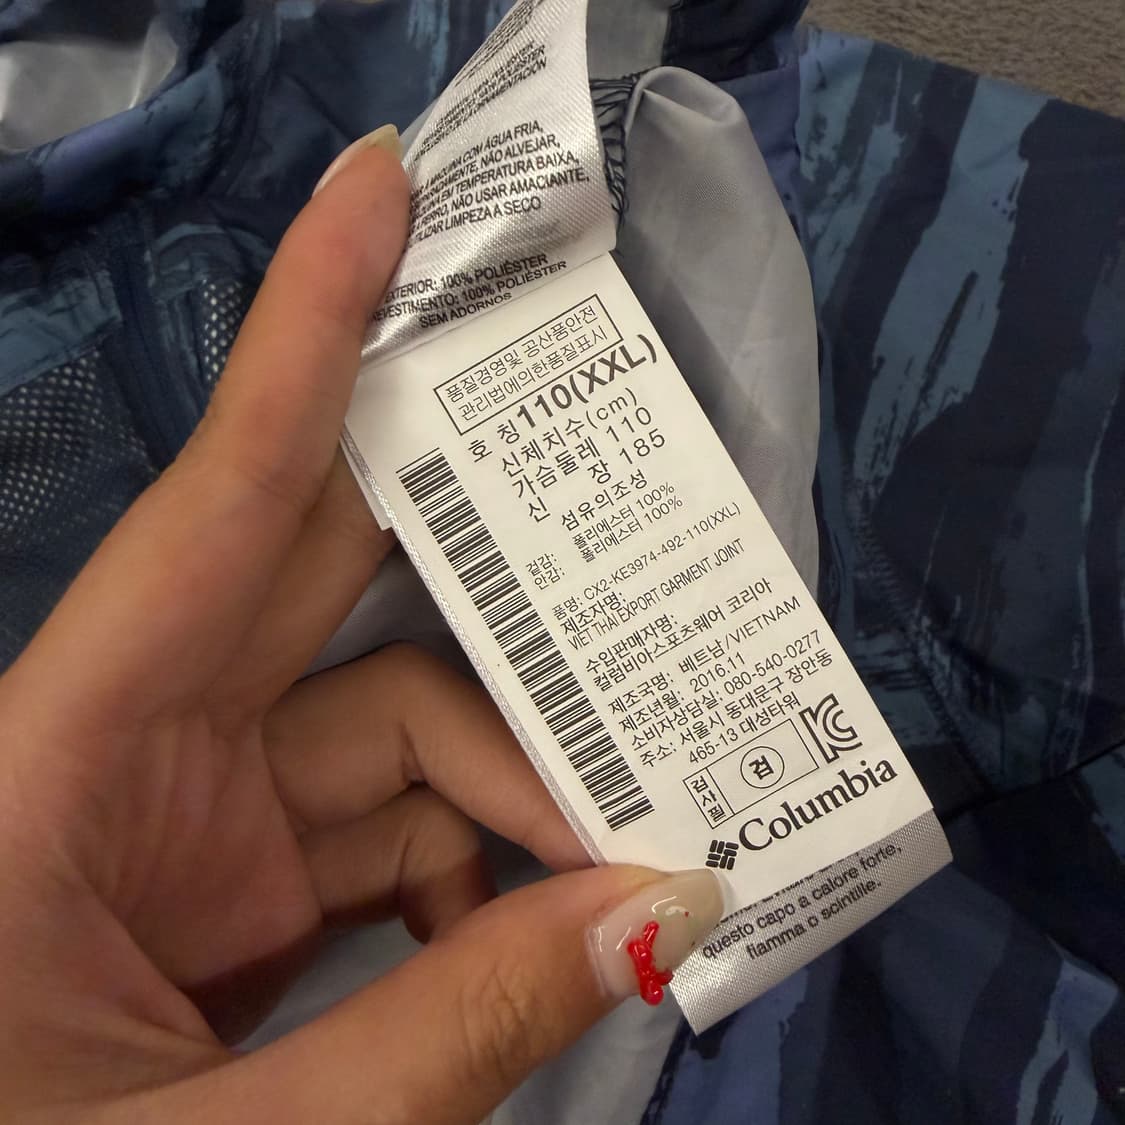 POLIÉSTER
COM ÁGUA FRIA,
NÃO ALVEJAR,
EM TEMPERATURA BAIXA,
FERRO, NÃO USAR AMACIANTE,
LIMPEZA A SECO
EXTERIOR: 100% POLIÉSTER
REVESTIMENTO: 100% POLIÉSTER
SEM ADORNOS
품질경영및 공산품안전
관리법에의한품질표시
호 칭110(XXL)
신체치수(cm)
가슴둘레 110
신 장 185
섬유의조성
겉감: 폴리에스터 100%
안감: 폴리에스터 100%
품명: CX2-KE3974-492-110(XXL)
제조자명:
VIET THAI EXPORT GARMENT JOINT
수입판매자명:
컬럼비아스포츠웨어 코리아
제조국명: 베트남/VIETNAM
제조년월: 2016.11
소비자상담실: 080-540-0277
주소: 서울시 동대문구 장안동
465-13 대성타워
검사필
검
KC
Columbia
questo capo a calore forte,
fiamma o scintille.